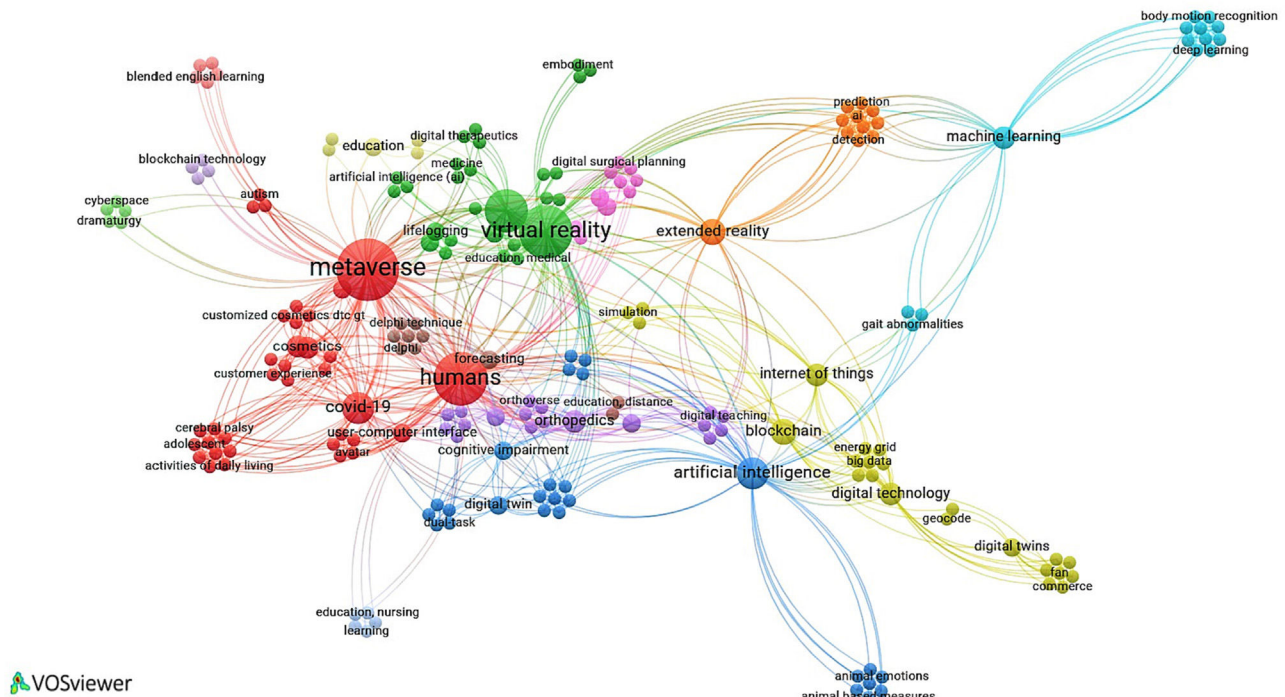 body motion recognition
deep learning
embodiment
blended english learning
prediction
ai
detection
machine learning
digital therapeutics
education
medicine
digital surgical planning
blockchain technology
artificial intelligence (ai)
autism
cyberspace
dramaturgy
lifelogging
virtual reality
extended reality
education, medical
metaverse
simulation
customized cosmetics dtc gt
delphi technique
gait abnormalities
cosmetics
delphi
forecasting
customer experience
humans
internet of things
covid-19
orthoverse
education, distance
digital teaching
orthopedics
cerebral palsy
user-computer interface
blockchain
adolescent
avatar
cognitive impairment
energy grid
big data
activities of daily living
artificial intelligence
digital technology
digital twin
dual-task
geocode
digital twins
fan
commerce
education, nursing
learning
animal emotions
animal based measures
VOSviewer